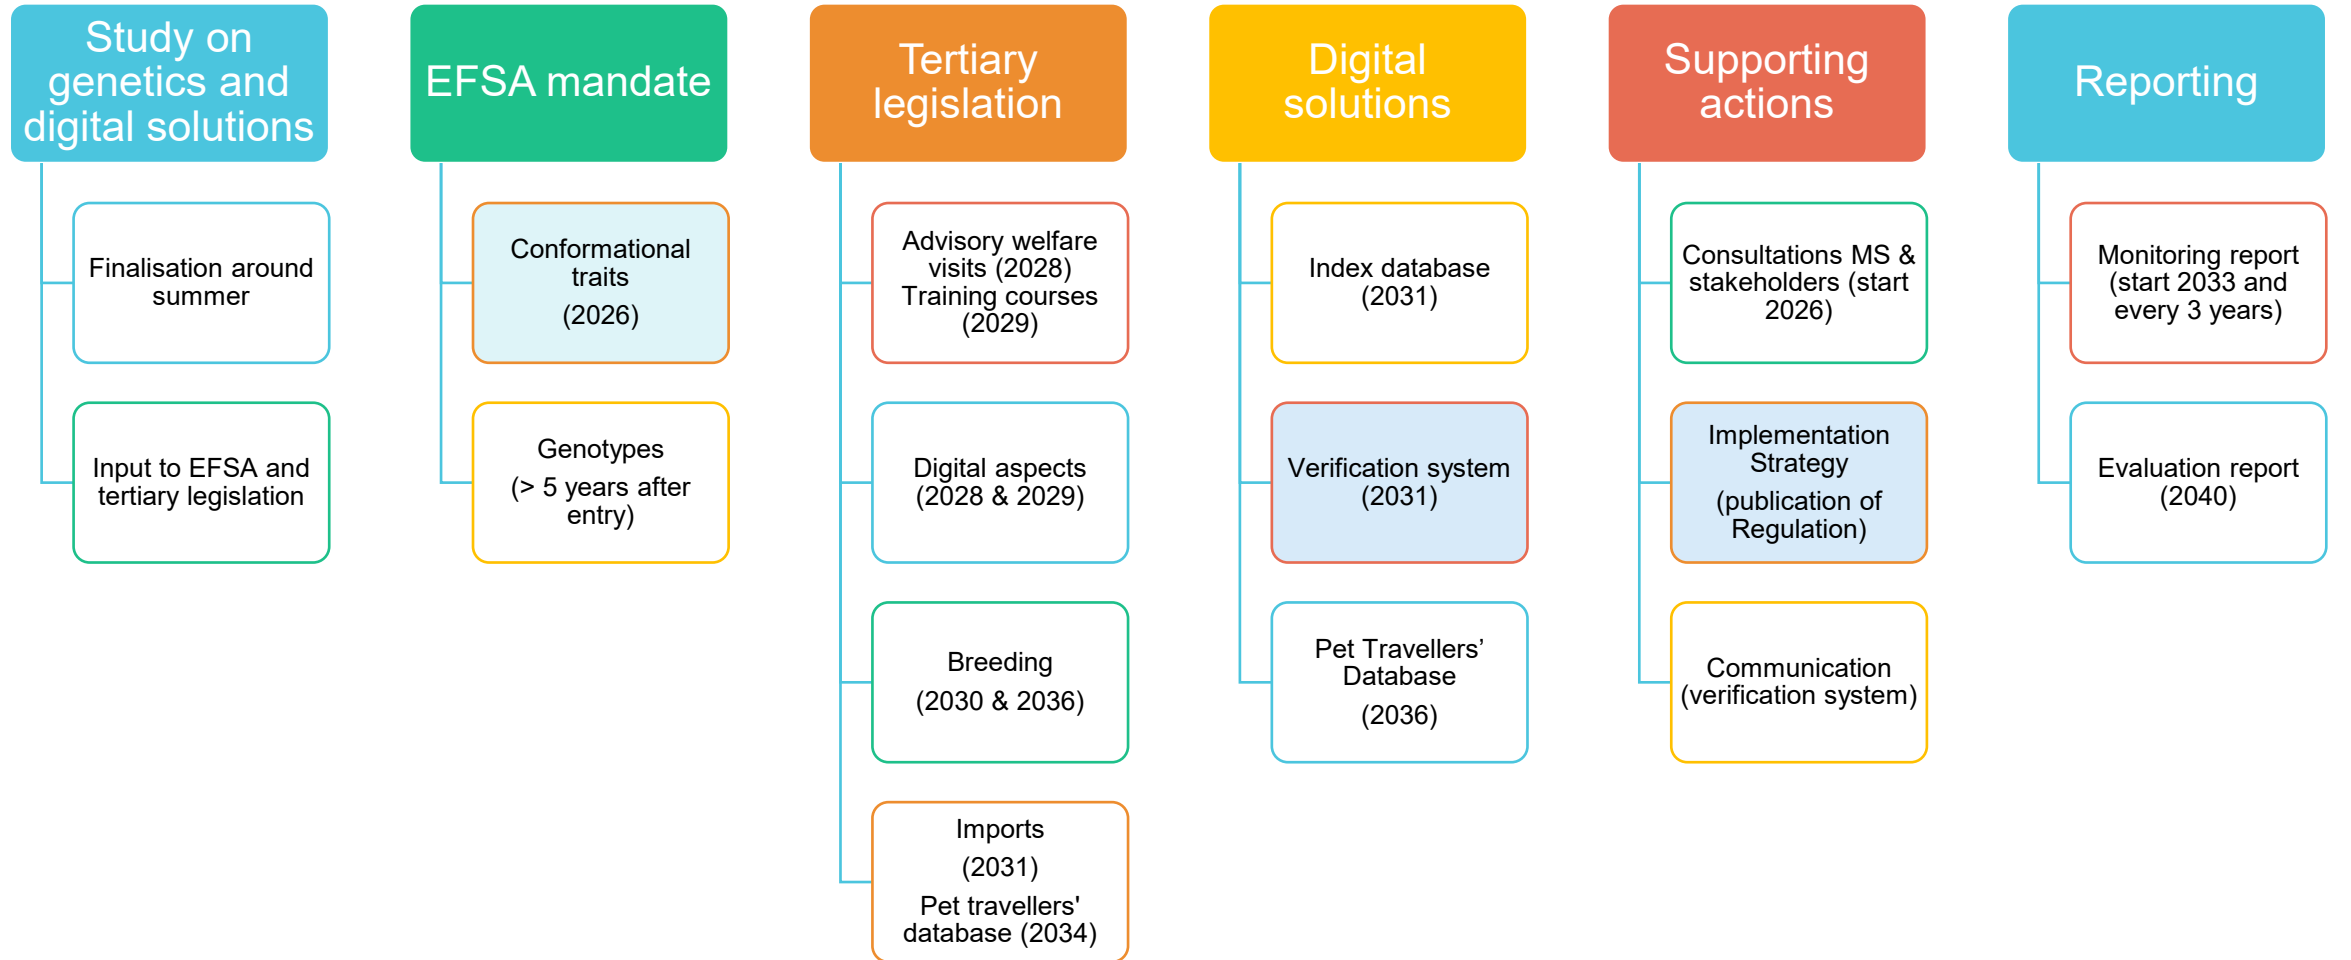 Study on
genetics and
digital solutions
Finalisation around
summer
Input to EFSA and
tertiary legislation
EFSA mandate
Conformational
traits
(2026)
Genotypes
(> 5 years after
entry)
Tertiary
legislation
Advisory welfare
visits (2028)
Training courses
(2029)
Digital aspects
(2028 & 2029)
Breeding
(2030 & 2036)
Imports
(2031)
Pet travellers'
database (2034)
Digital
solutions
Index database
(2031)
Verification system
(2031)
Pet Travellers’
Database
(2036)
Supporting
actions
Consultations MS &
stakeholders (start
2026)
Implementation
Strategy
(publication of
Regulation)
Communication
(verification system)
Reporting
Monitoring report
(start 2033 and
every 3 years)
Evaluation report
(2040)